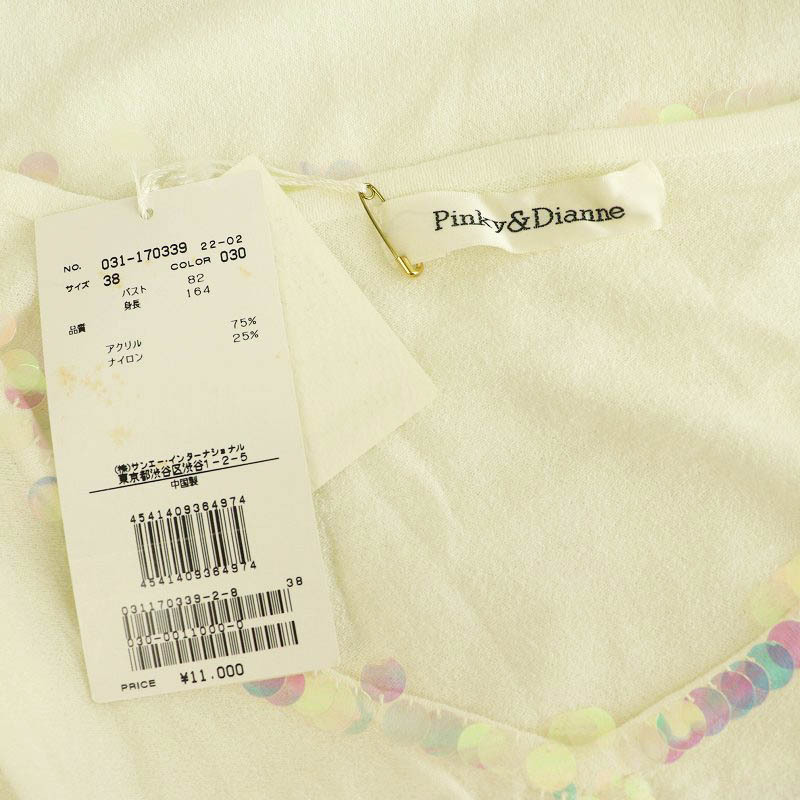 Pinky&Dianne
NO. 031-170339 22-02
サイズ 38 COLOR 030
バスト 82
身長 164
品質
アクリル 75%
ナイロン 25%
(株)サンエー・インターナショナル
東京都渋谷区渋谷1-2-5
中国製
4541409364974
4541409364974
031170339-2-8 38
030-0011000-0
PRICE ¥11,000